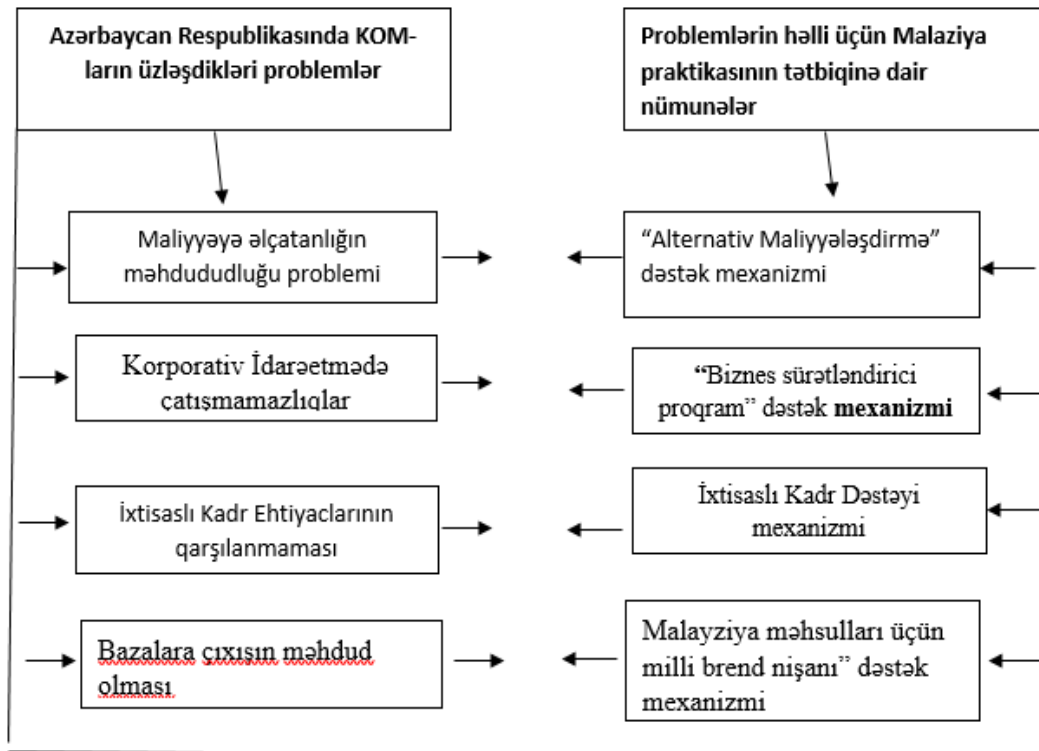 Azərbaycan Respublikasında KOM-
ların üzləşdikləri problemlər
Problemlərin həlli üçün Malaziya
praktikasının tətbiqinə dair
nümunələr
Maliyyəyə əlçatanlığın
məhdududluğu problemi
“Alternativ Maliyyələşdirmə”
dəstək mexanizmi
Korporativ İdarəetmədə
çatışmamazlıqlar
“Biznes sürətləndirici
proqram” dəstək mexanizmi
İxtisaslı Kadr Ehtiyaclarının
qarşılanmaması
İxtisaslı Kadr Dəstəyi
mexanizmi
Bazalara çıxışın məhdud
olması
Malayziya məhsulları üçün
milli brend nişanı” dəstək
mexanizmi